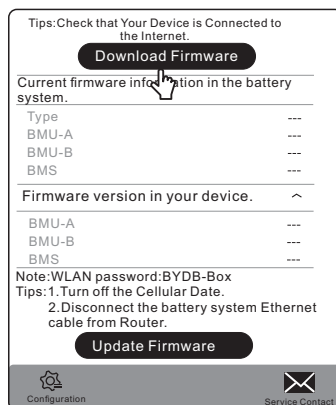 Tips:Check that Your Device is Connected to
the Internet.
Download Firmware
Current firmware information in the battery
system.
Type ---
BMU-A ---
BMU-B ---
BMS ---
Firmware version in your device.
BMU-A ---
BMU-B ---
BMS ---
Note:WLAN password:BYDB-Box
Tips:1.Turn off the Cellular Date.
2.Disconnect the battery system Ethernet
cable from Router.
Update Firmware
Configuration
Service Contact